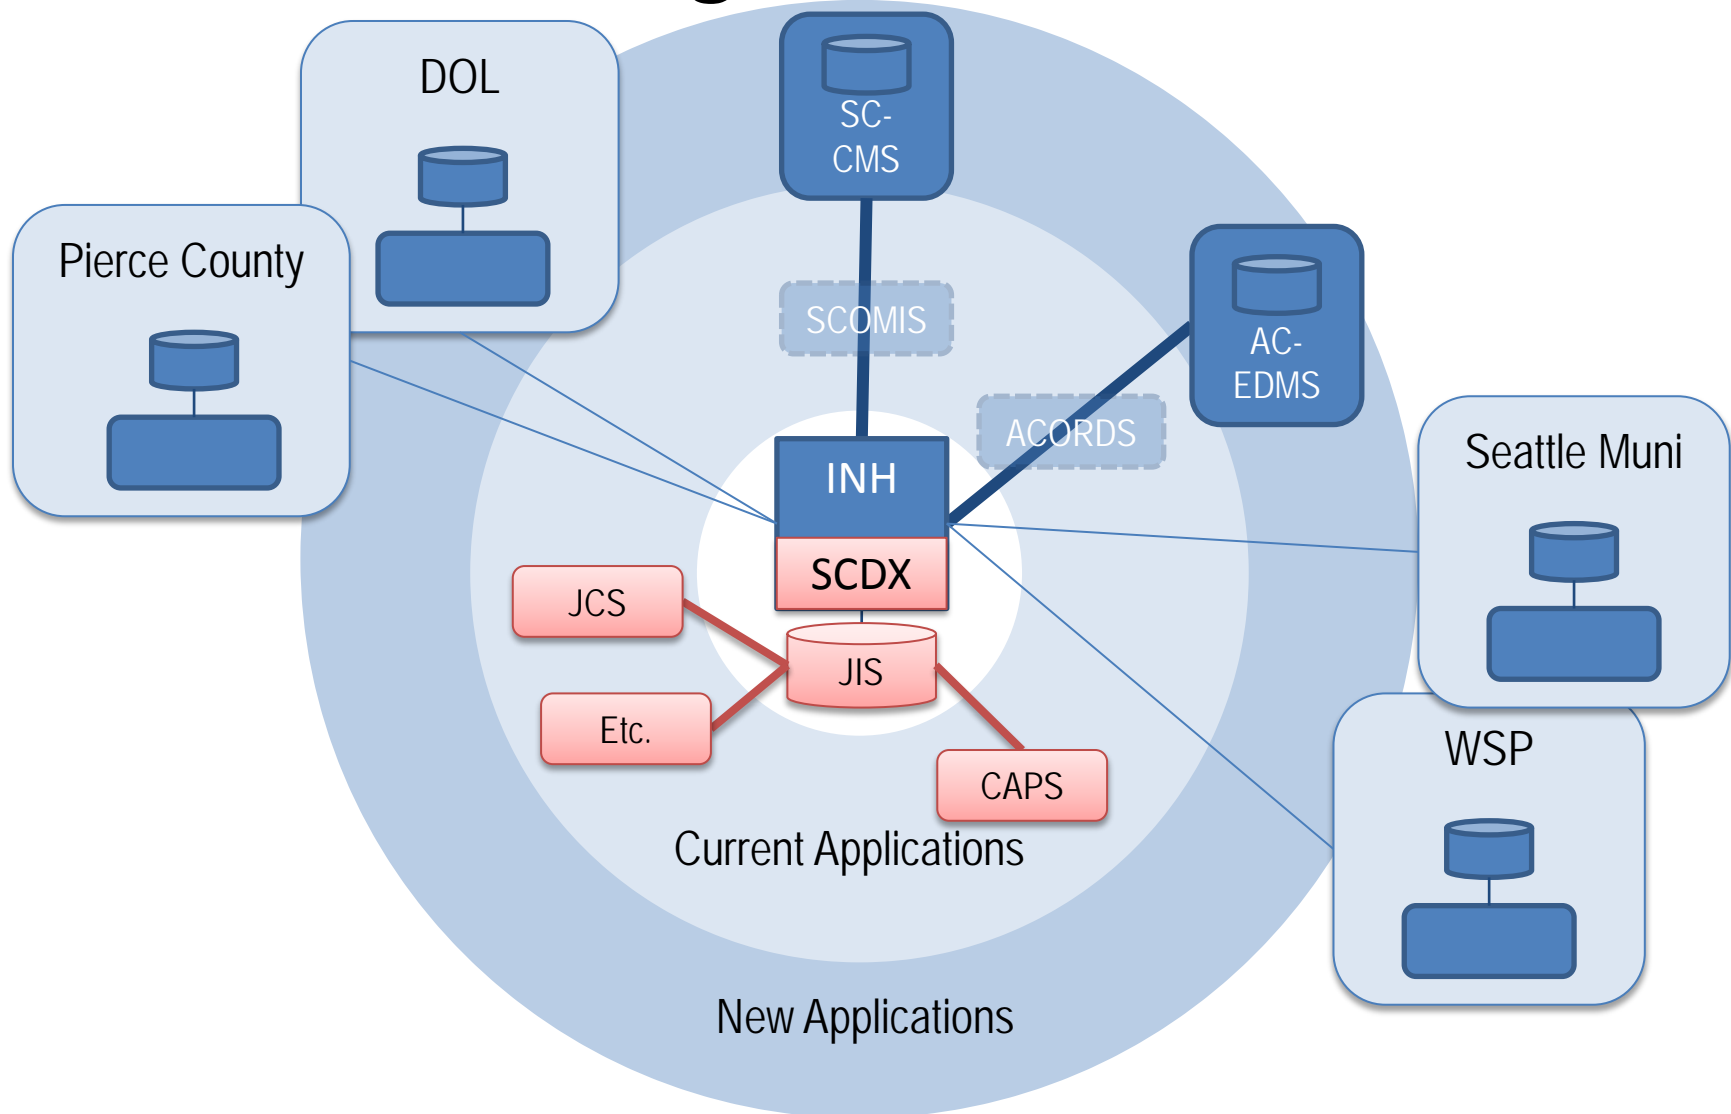 DOL
SC-
CMS
Pierce County
SCOMIS
AC-
EDMS
ACORDS
Seattle Muni
INH
SCDX
JCS
JIS
Etc.
WSP
CAPS
Current Applications
New Applications